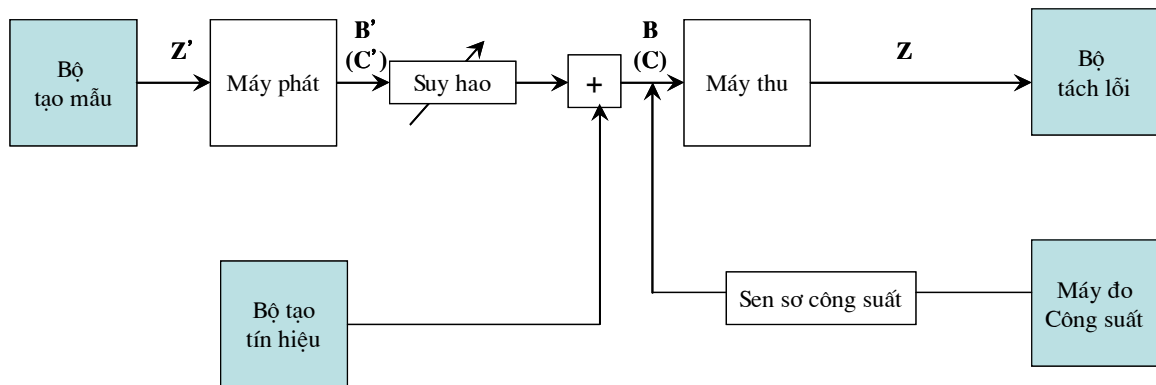 Bộ
tạo mẫu
Z'
Máy phát
B'
(C')
Suy hao
+
B
(C)
Máy thu
Z
Bộ
tách lỗi
Bộ tạo
tín hiệu
Sen sơ công suất
Máy đo
Công suất